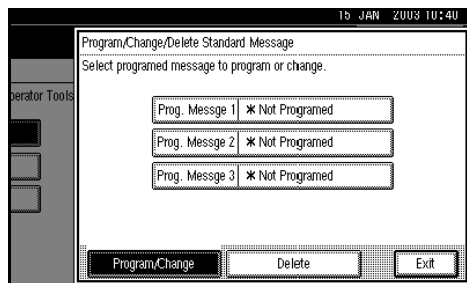 15 JAN 2003 10:40
Program/Change/Delete Standard Message
Select programed message to program or change.
perator Tools
Prog. Messge 1 ✱ Not Programed
Prog. Messge 2 ✱ Not Programed
Prog. Messge 3 ✱ Not Programed
Program/Change Delete Exit